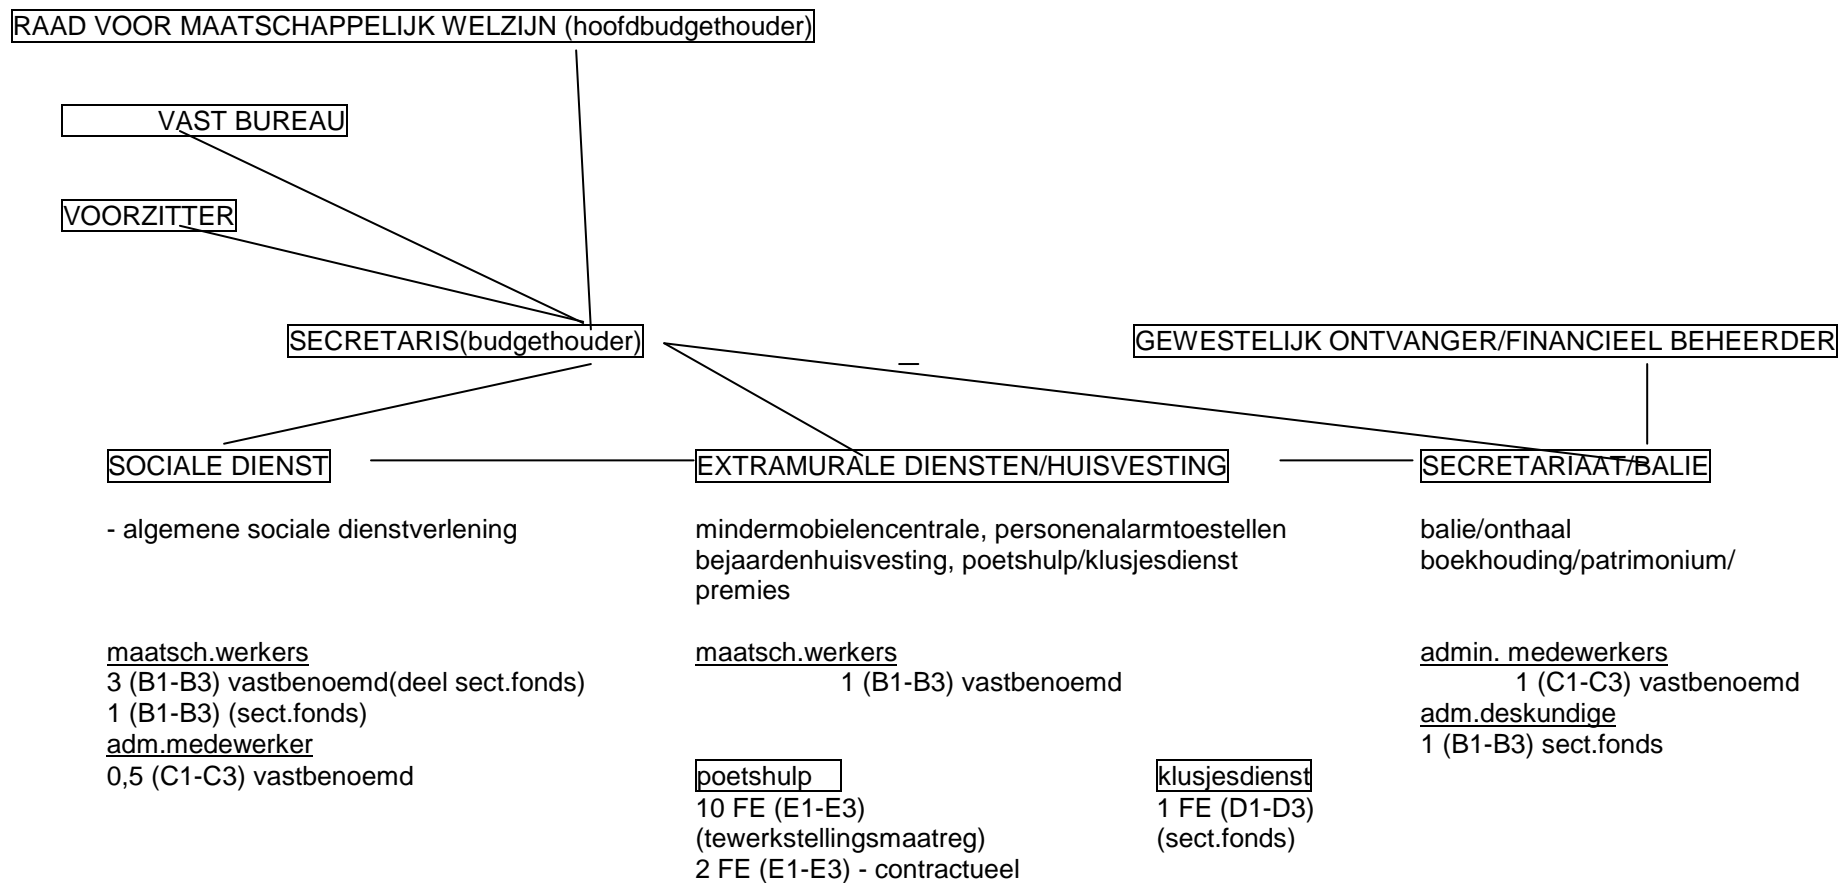 RAAD VOOR MAATSCHAPPELIJK WELZIJN (hoofdbudgethouder)
VAST BUREAU
VOORZITTER
SECRETARIS(budgethouder)
GEWESTELIJK ONTVANGER/FINANCIEEL BEHEERDER
SOCIALE DIENST
- algemene sociale dienstverlening
maatsch.werkers
3 (B1-B3) vastbenoemd(deel sect.fonds)
1 (B1-B3) (sect.fonds)
adm.medewerker
0,5 (C1-C3) vastbenoemd
EXTRAMURALE DIENSTEN/HUISVESTING
mindermobielencentrale, personenalarmtoestellen
bejaardenhuisvesting, poetshulp/klusjesdienst
premies
maatsch.werkers
1 (B1-B3) vastbenoemd
poetshulp
10 FE (E1-E3)
(tewerkstellingsmaatreg)
2 FE (E1-E3) - contractueel
klusjesdienst
1 FE (D1-D3)
(sect.fonds)
SECRETARIAAT/BALIE
balie/onthaal
boekhouding/patrimonium/
admin. medewerkers
1 (C1-C3) vastbenoemd
adm.deskundige
1 (B1-B3) sect.fonds